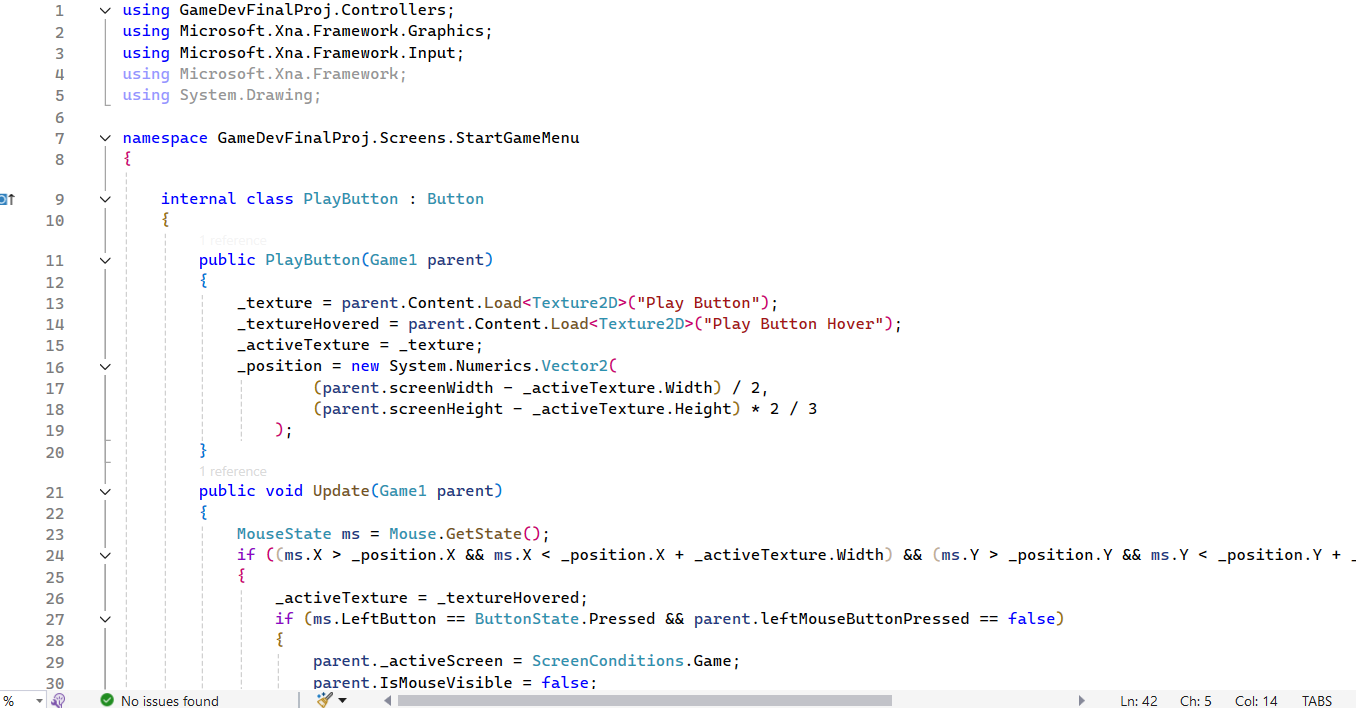 1 using GameDevFinalProj.Controllers;
2 using Microsoft.Xna.Framework.Graphics;
3 using Microsoft.Xna.Framework.Input;
4 using Microsoft.Xna.Framework;
5 using System.Drawing;
6
7 namespace GameDevFinalProj.Screens.StartGameMenu
8 {
9 internal class PlayButton : Button
10 {
1 reference
11 public PlayButton(Game1 parent)
12 {
13 _texture = parent.Content.Load<Texture2D>("Play Button");
14 _textureHovered = parent.Content.Load<Texture2D>("Play Button Hover");
15 _activeTexture = _texture;
16 _position = new System.Numerics.Vector2(
17 (parent.screenWidth - _activeTexture.Width) / 2,
18 (parent.screenHeight - _activeTexture.Height) * 2 / 3
19 );
20 }
1 reference
21 public void Update(Game1 parent)
22 {
23 MouseState ms = Mouse.GetState();
24 if ((ms.X > _position.X && ms.X < _position.X + _activeTexture.Width) && (ms.Y > _position.Y && ms.Y < _position.Y + _
25 {
26 _activeTexture = _textureHovered;
27 if (ms.LeftButton == ButtonState.Pressed && parent.leftMouseButtonPressed == false)
28 {
29 parent._activeScreen = ScreenConditions.Game;
30 parent.IsMouseVisible = false;
% No issues found Ln: 42 Ch: 5 Col: 14 TABS